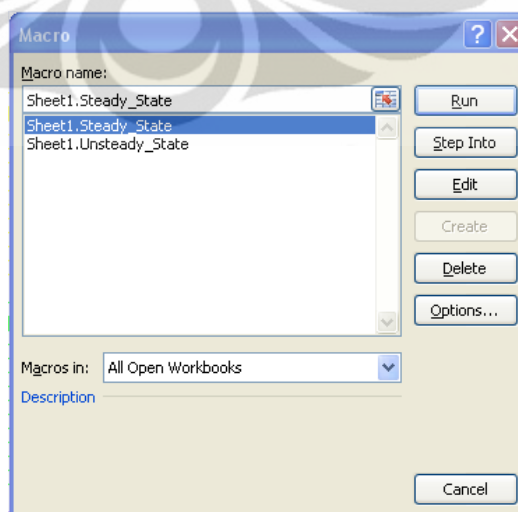 Macro
Macro name:
Sheet1.Steady_State
Run
Sheet1.Steady_State
Sheet1.Unsteady_State
Step Into
Edit
Create
Delete
Options...
Macros in: All Open Workbooks
Description
Cancel